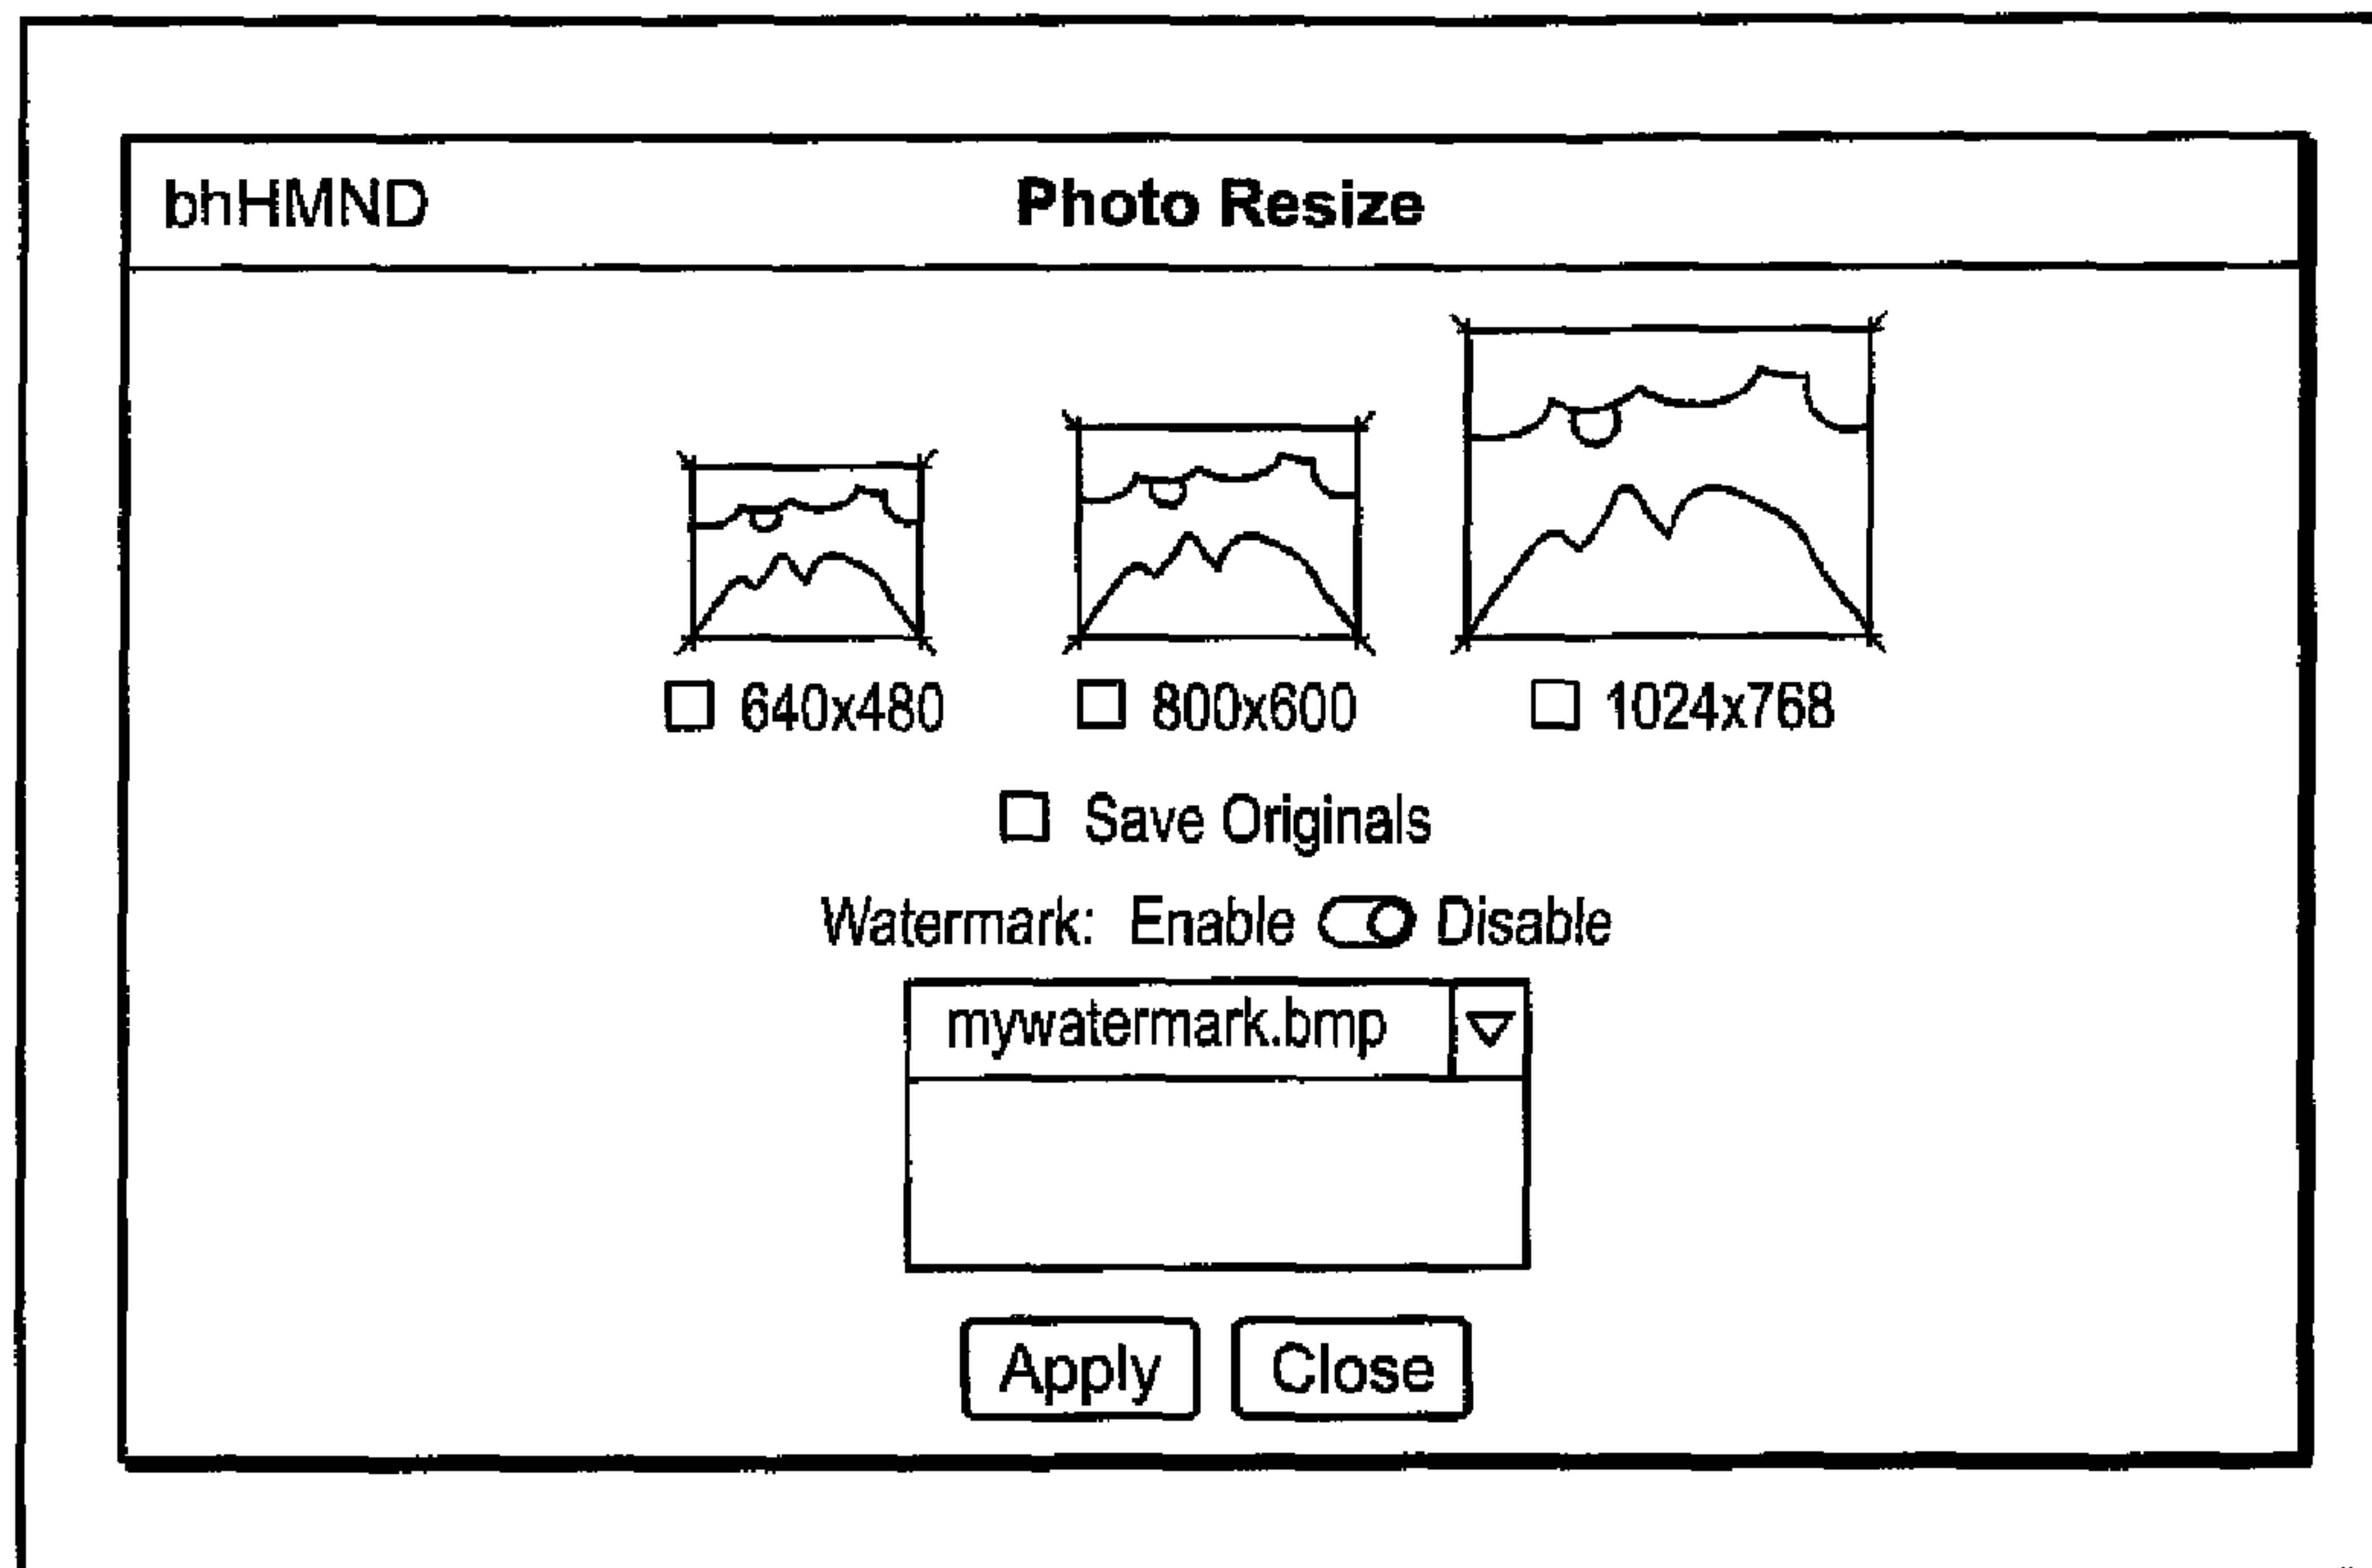 bhHMND Photo Resize
640x480 800x600 1024x768
Save Originals
Watermark: Enable Disable
mywatermark.bmp
Apply Close